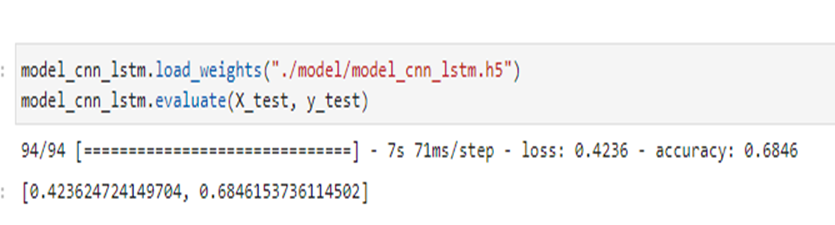 model_cnn_lstm.load_weights("./model/model_cnn_lstm.h5")
model_cnn_lstm.evaluate(X_test, y_test)
94/94 [==============================] - 7s 71ms/step - loss: 0.4236 - accuracy: 0.6846
[0.423624724149704, 0.6846153736114502]